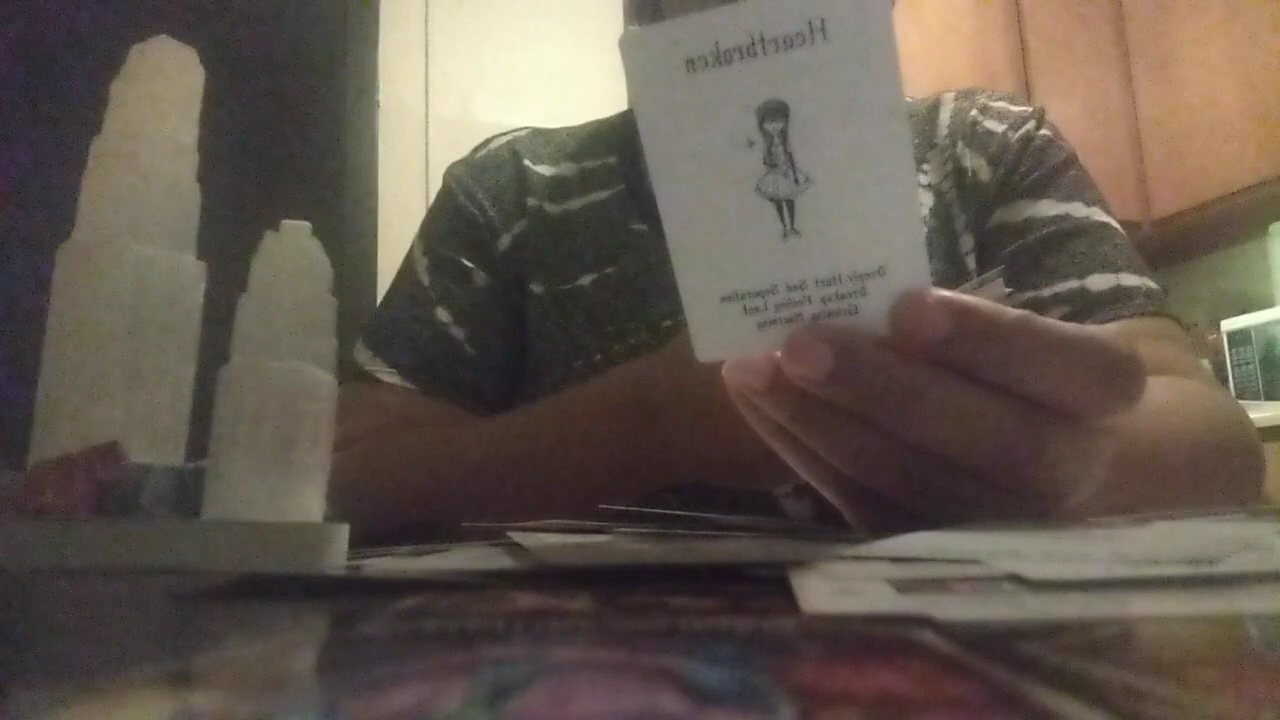 Heartbroken
Deeply Hurt Sad Separation
Breakup Feeling Lost
Grieving Mourning